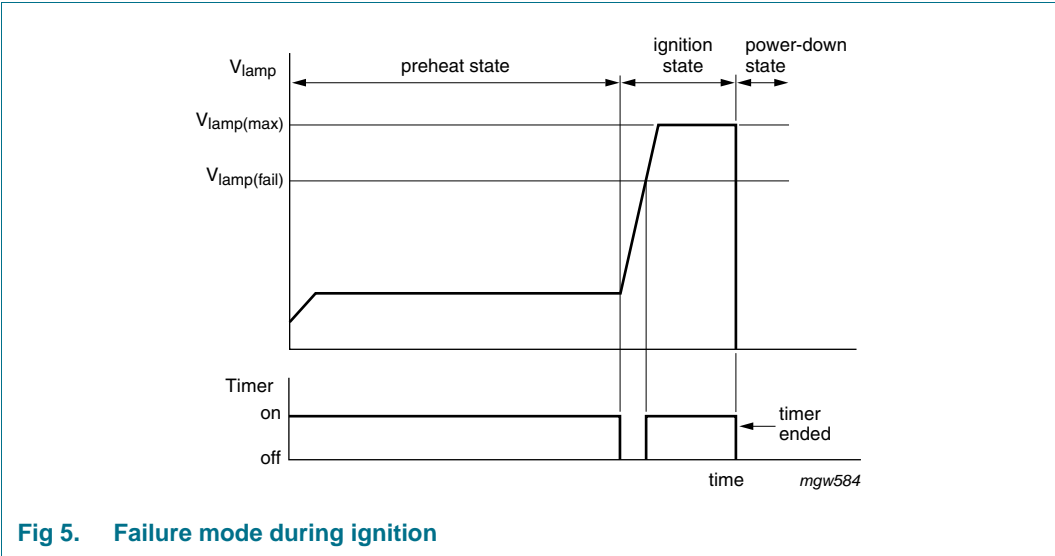 Vlamp
preheat state
ignition
state
power-down
state
Vlamp(max)
Vlamp(fail)
Timer
on
off
timer
ended
time
mgw584
Fig 5. Failure mode during ignition